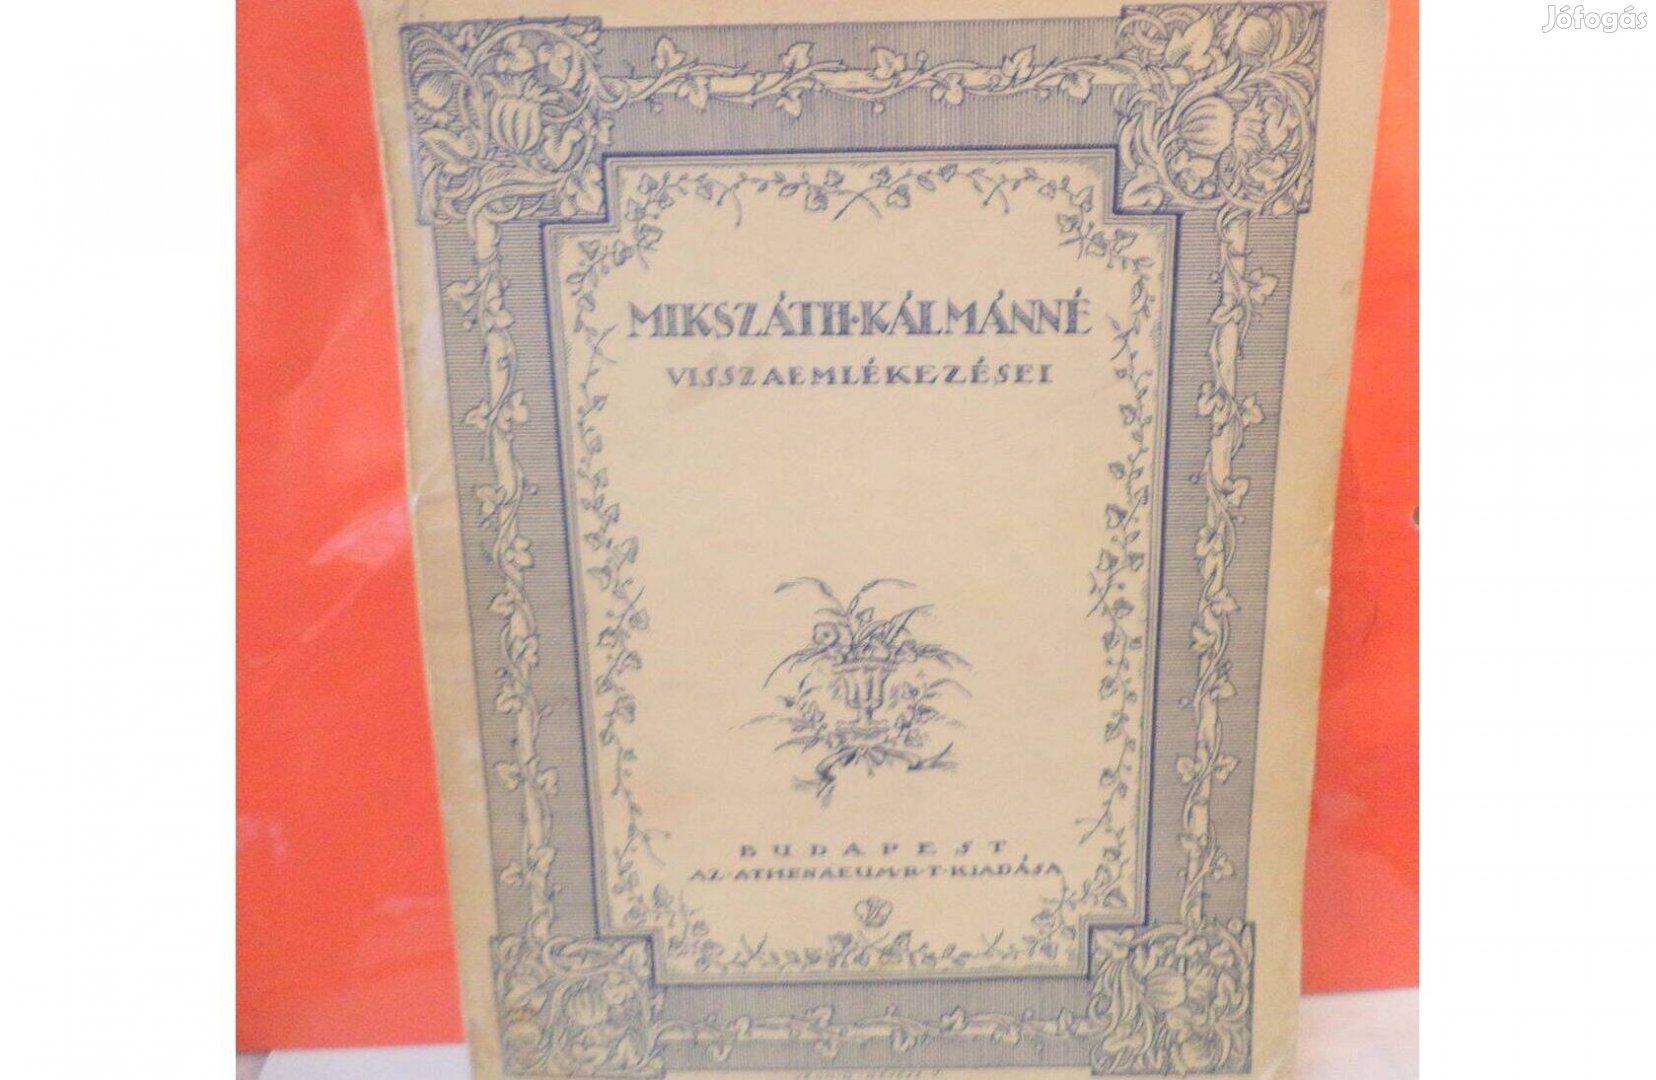 Jófogás
MIKSZÁTH·KÁLMÁNNÉ
VISSZAEMLÉKEZÉSEI
BUDAPEST
AZ·ATHENAEUM·R·T·KIADÁSA